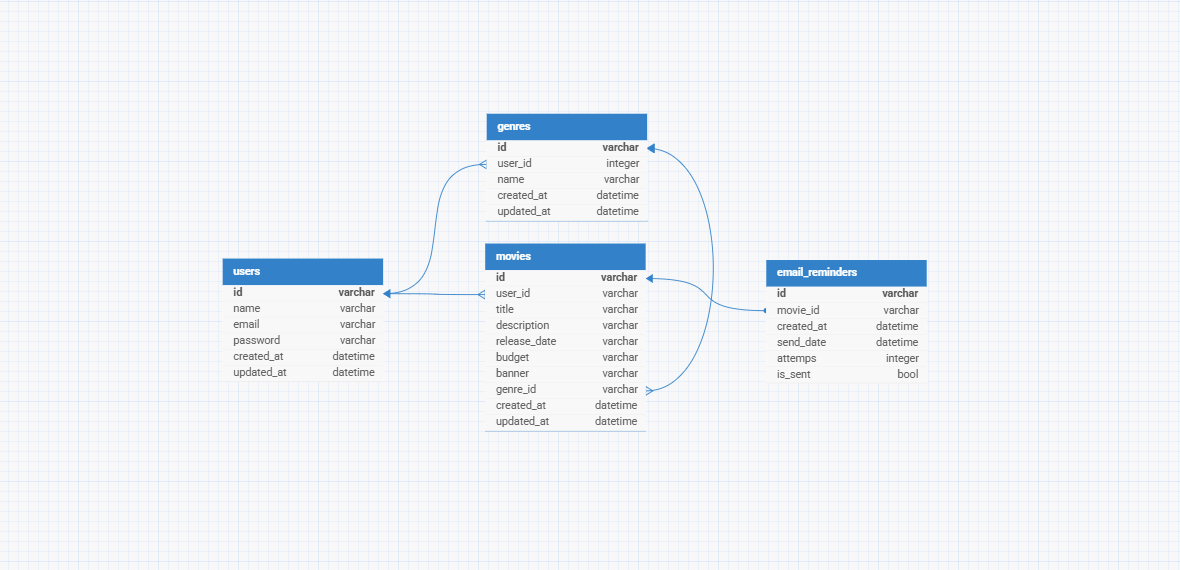 genres
id varchar
user_id integer
name varchar
created_at datetime
updated_at datetime
movies
id varchar
user_id varchar
title varchar
description varchar
release_date varchar
budget varchar
banner varchar
genre_id varchar
created_at datetime
updated_at datetime
users
id varchar
name varchar
email varchar
password varchar
created_at datetime
updated_at datetime
email_reminders
id varchar
movie_id varchar
created_at datetime
send_date datetime
attemps integer
is_sent bool